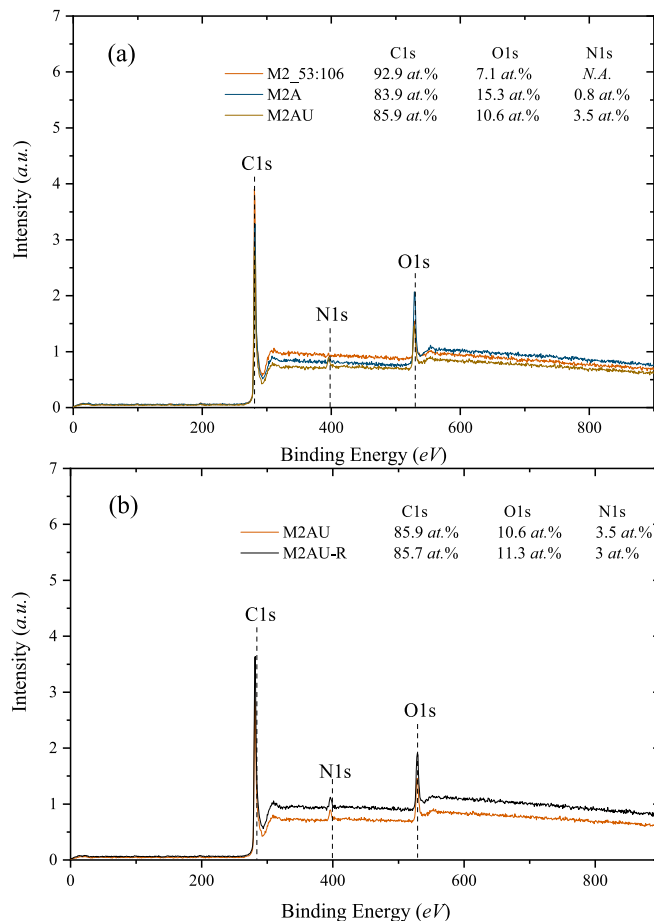 (a)
C1s O1s N1s
M2_53:106 92.9 at.% 7.1 at.% N.A.
M2A 83.9 at.% 15.3 at.% 0.8 at.%
M2AU 85.9 at.% 10.6 at.% 3.5 at.%
7
6
5
4
3
2
1
0
Intensity (a.u.)
C1s
N1s
O1s
0 200 400 600 800
Binding Energy (eV)
(b)
C1s O1s N1s
M2AU 85.9 at.% 10.6 at.% 3.5 at.%
M2AU-R 85.7 at.% 11.3 at.% 3 at.%
7
6
5
4
3
2
1
0
Intensity (a.u.)
C1s
N1s
O1s
0 200 400 600 800
Binding Energy (eV)